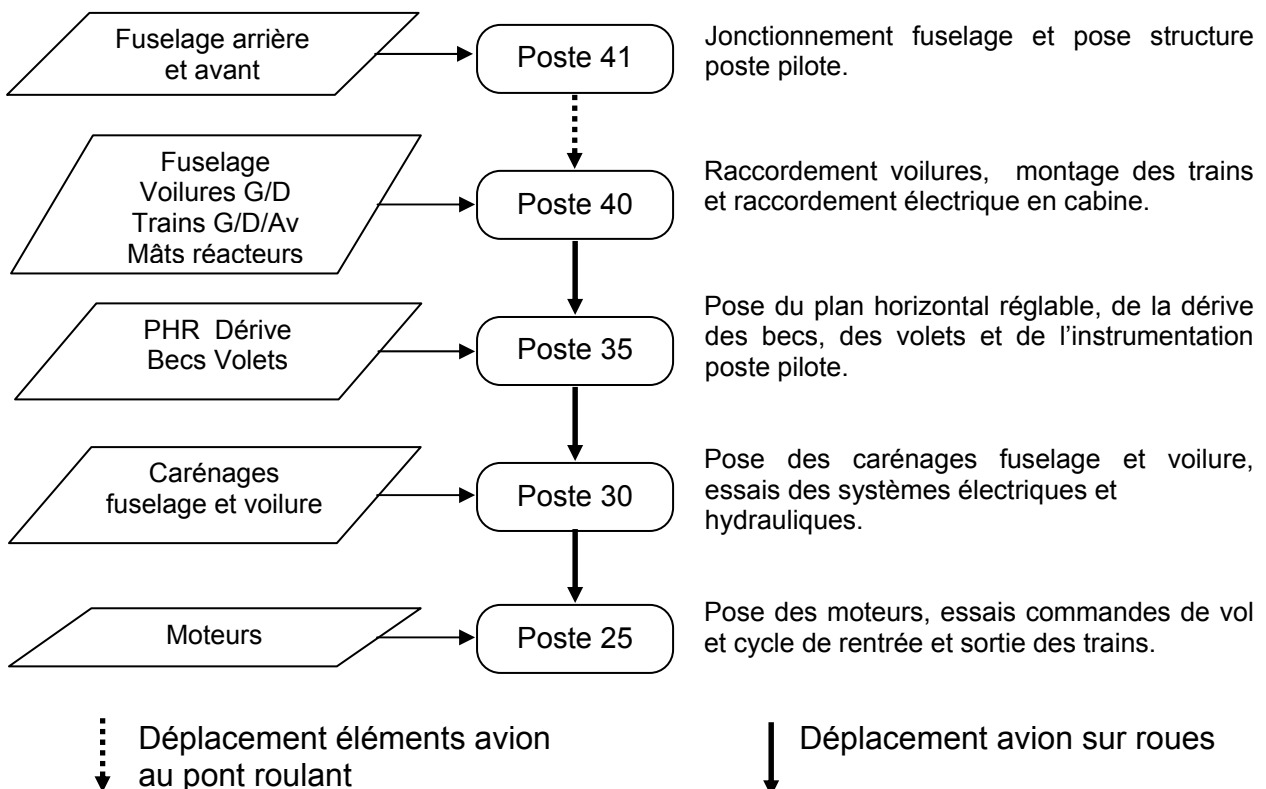 Fuselage arrière
et avant
Poste 41
Jonctionnement fuselage et pose structure
poste pilote.
Fuselage
Voilures G/D
Trains G/D/Av
Mâts réacteurs
Poste 40
Raccordement voilures, montage des trains
et raccordement électrique en cabine.
PHR Dérive
Becs Volets
Poste 35
Pose du plan horizontal réglable, de la dérive
des becs, des volets et de l’instrumentation
poste pilote.
Carénages
fuselage et voilure
Poste 30
Pose des carénages fuselage et voilure,
essais des systèmes électriques et
hydrauliques.
Moteurs
Poste 25
Pose des moteurs, essais commandes de vol
et cycle de rentrée et sortie des trains.
Déplacement éléments avion
au pont roulant
Déplacement avion sur roues